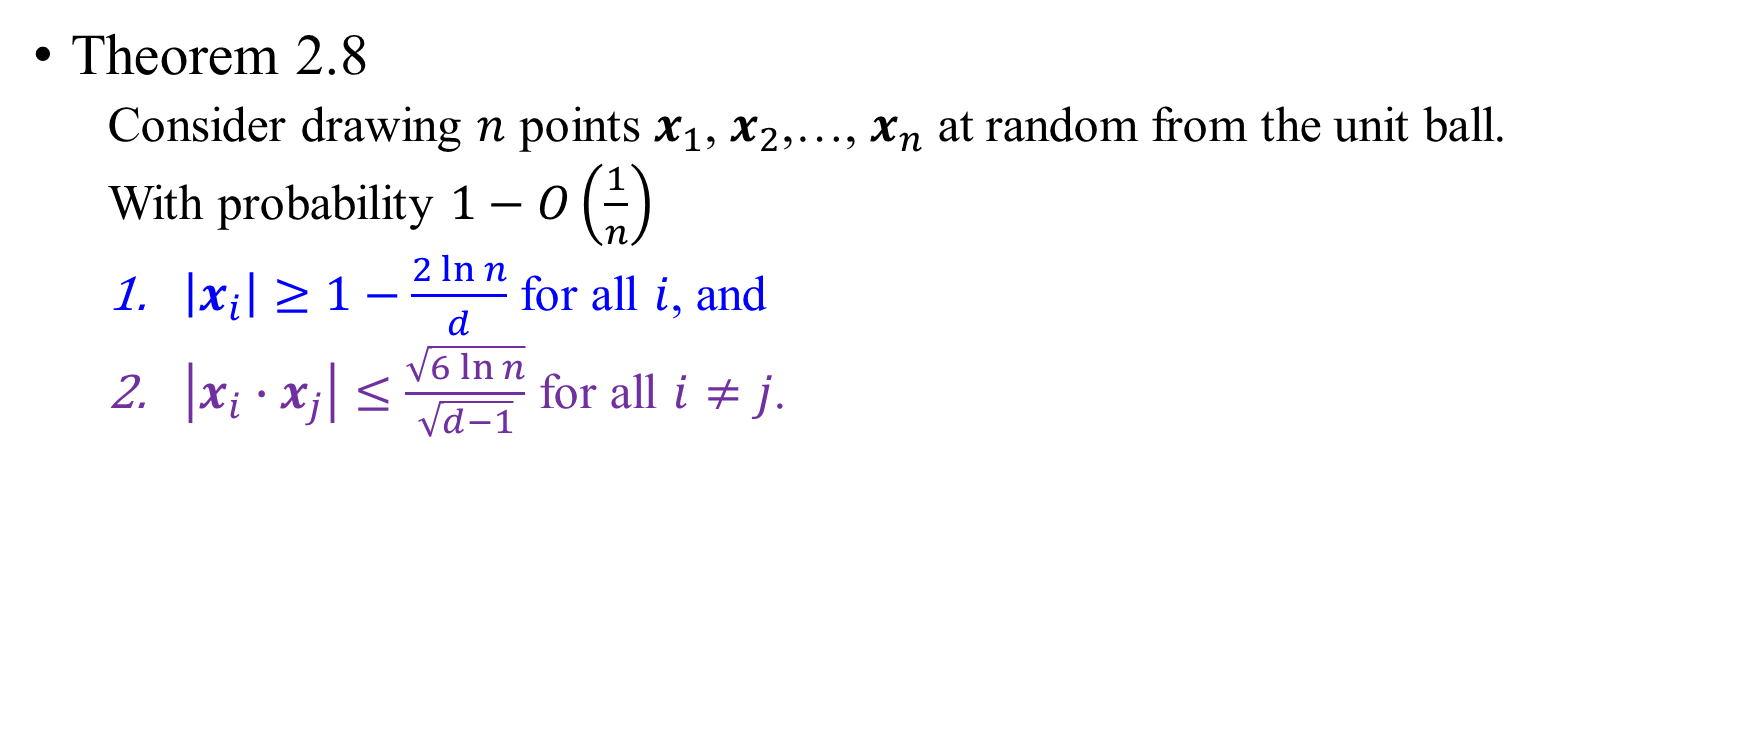 • Theorem 2.8
Consider drawing 𝑛 points 𝒙₁, 𝒙₂,…, 𝒙ₙ at random from the unit ball.
With probability 1 − 𝑂(1/𝑛)
1. |𝒙ᵢ| ≥ 1 − (2 ln 𝑛)/𝑑 for all 𝑖, and
2. |𝒙ᵢ · 𝒙ⱼ| ≤ √(6 ln 𝑛)/√(𝑑−1) for all 𝑖 ≠ 𝑗.